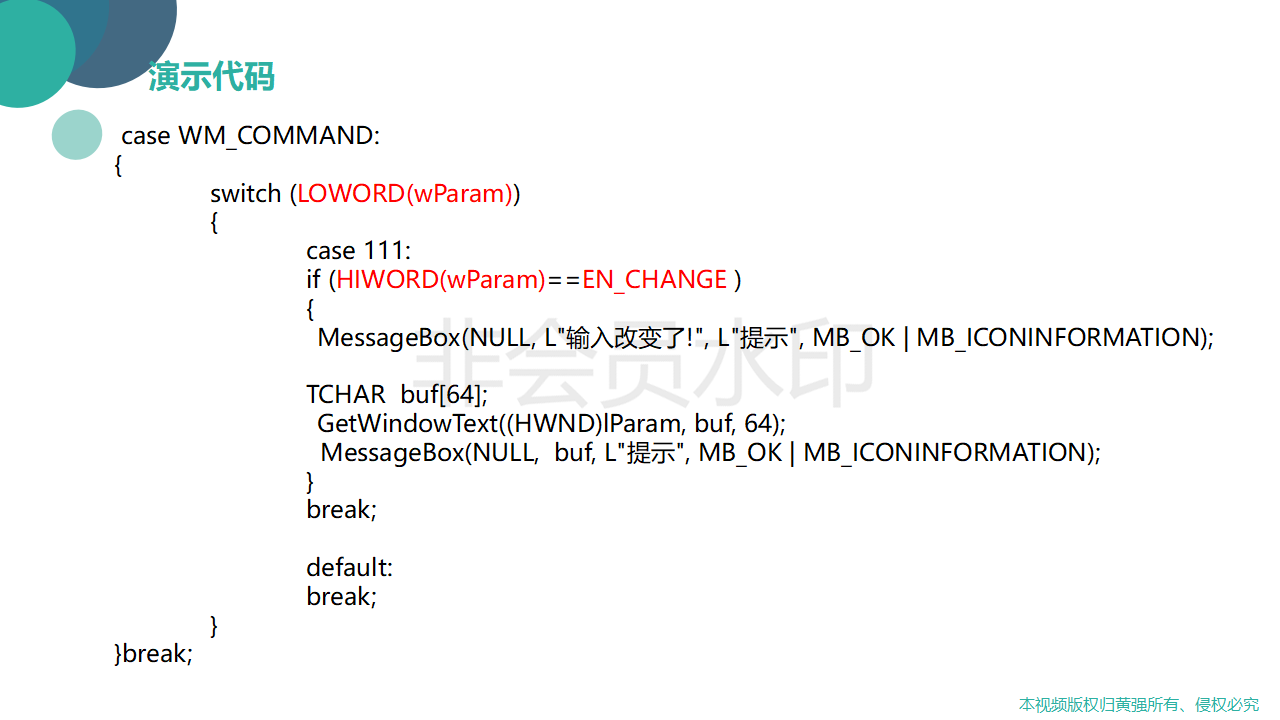 演示代码
case WM_COMMAND:
{
switch (LOWORD(wParam))
{
case 111:
if (HIWORD(wParam)==EN_CHANGE )
{
MessageBox(NULL, L"输入改变了!", L"提示", MB_OK | MB_ICONINFORMATION);
非会员水印
TCHAR  buf[64];
GetWindowText((HWND)lParam, buf, 64);
MessageBox(NULL,  buf, L"提示", MB_OK | MB_ICONINFORMATION);
}
break;
default:
break;
}
}break;
本视频版权归黄强所有、侵权必究